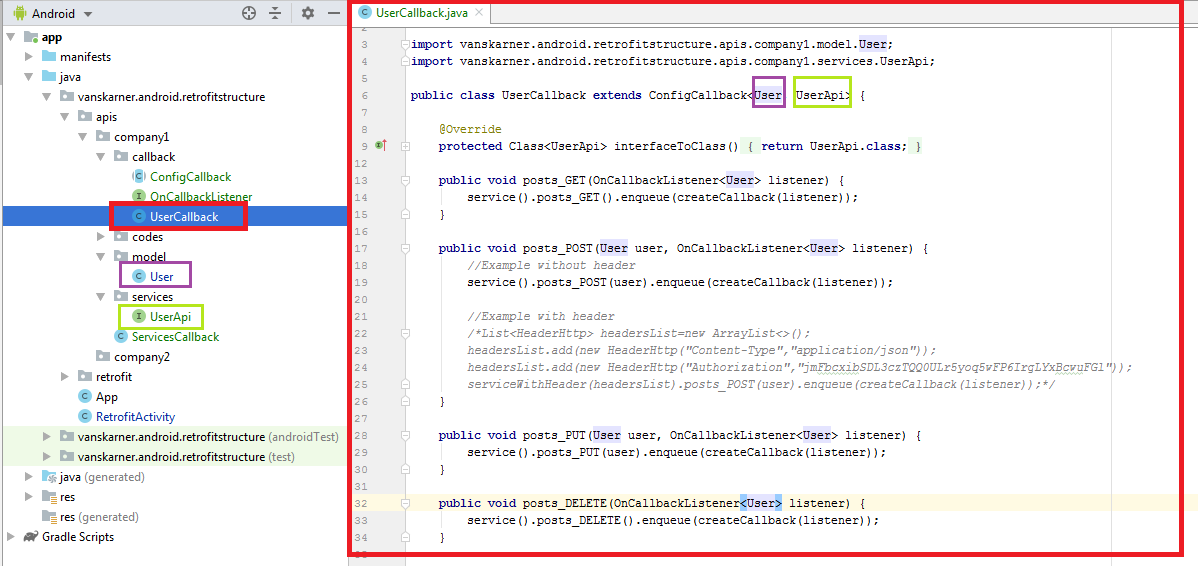 Android
app
manifests
java
vanskarner.android.retrofitstructure
apis
company1
callback
ConfigCallback
OnCallbackListener
UserCallback
codes
model
User
services
UserApi
ServicesCallback
company2
retrofit
App
RetrofitActivity
vanskarner.android.retrofitstructure (androidTest)
vanskarner.android.retrofitstructure (test)
java (generated)
res
res (generated)
Gradle Scripts
UserCallback.java
3 import vanskarner.android.retrofitstructure.apis.company1.model.User;
4 import vanskarner.android.retrofitstructure.apis.company1.services.UserApi;
5
6 public class UserCallback extends ConfigCallback<User UserApi> {
7
8 @Override
9 protected Class<UserApi> interfaceToClass() { return UserApi.class; }
12
13 public void posts_GET(OnCallbackListener<User> listener) {
14 service().posts_GET().enqueue(createCallback(listener));
15 }
16
17 public void posts_POST(User user, OnCallbackListener<User> listener) {
18 //Example without header
19 service().posts_POST(user).enqueue(createCallback(listener));
20
21 //Example with header
22 /*List<HeaderHttp> headersList=new ArrayList<>();
23 headersList.add(new HeaderHttp("Content-Type","application/json"));
24 headersList.add(new HeaderHttp("Authorization","jmFbcxibSDL3czTQQ0ULr5yoq5wFP6IrgLYxBcwuFGl"));
25 serviceWithHeader(headersList).posts_POST(user).enqueue(createCallback(listener));*/
26 }
27
28 public void posts_PUT(User user, OnCallbackListener<User> listener) {
29 service().posts_PUT(user).enqueue(createCallback(listener));
30 }
31
32 public void posts_DELETE(OnCallbackListener<User> listener) {
33 service().posts_DELETE().enqueue(createCallback(listener));
34 }